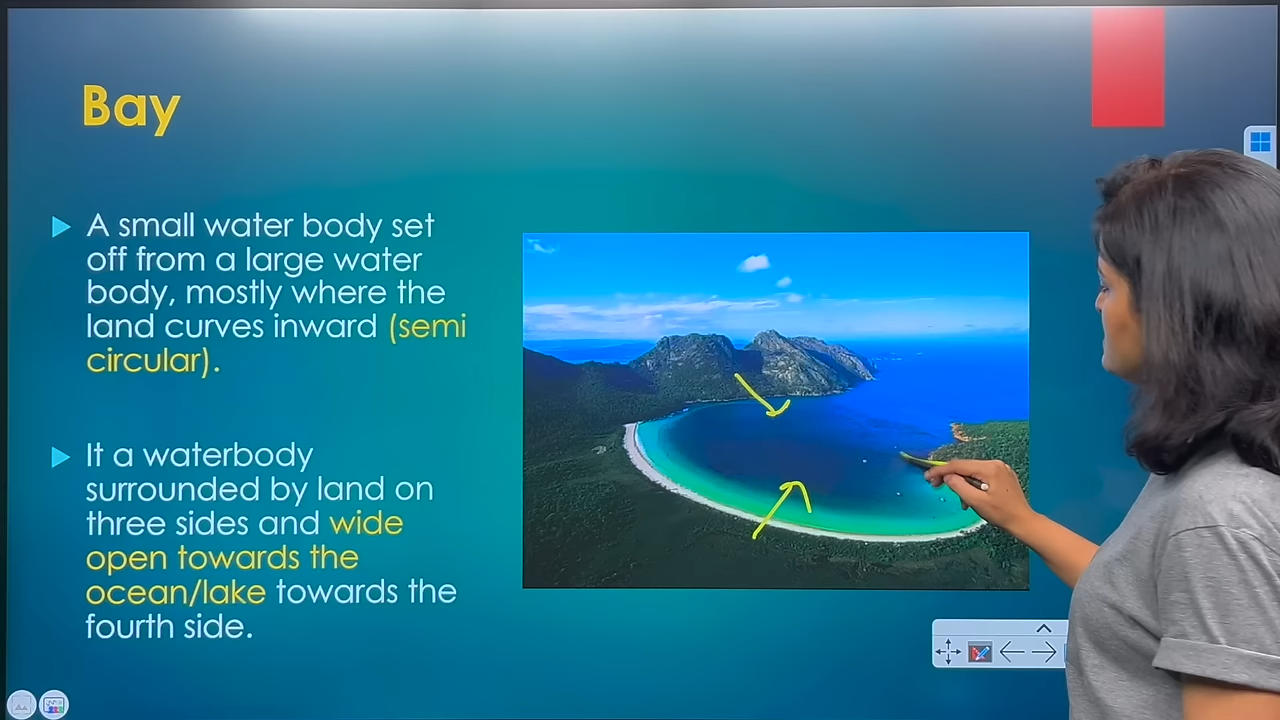 Bay
A small water body set
off from a large water
body, mostly where the
land curves inward (semi
circular).
It a waterbody
surrounded by land on
three sides and wide
open towards the
ocean/lake towards the
fourth side.